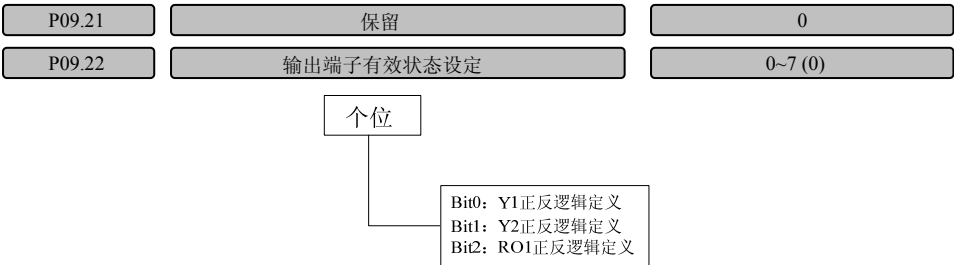 P09.21 保留 0
P09.22 输出端子有效状态设定 0~7 (0)
个位
Bit0：Y1正反逻辑定义
Bit1：Y2正反逻辑定义
Bit2：RO1正反逻辑定义